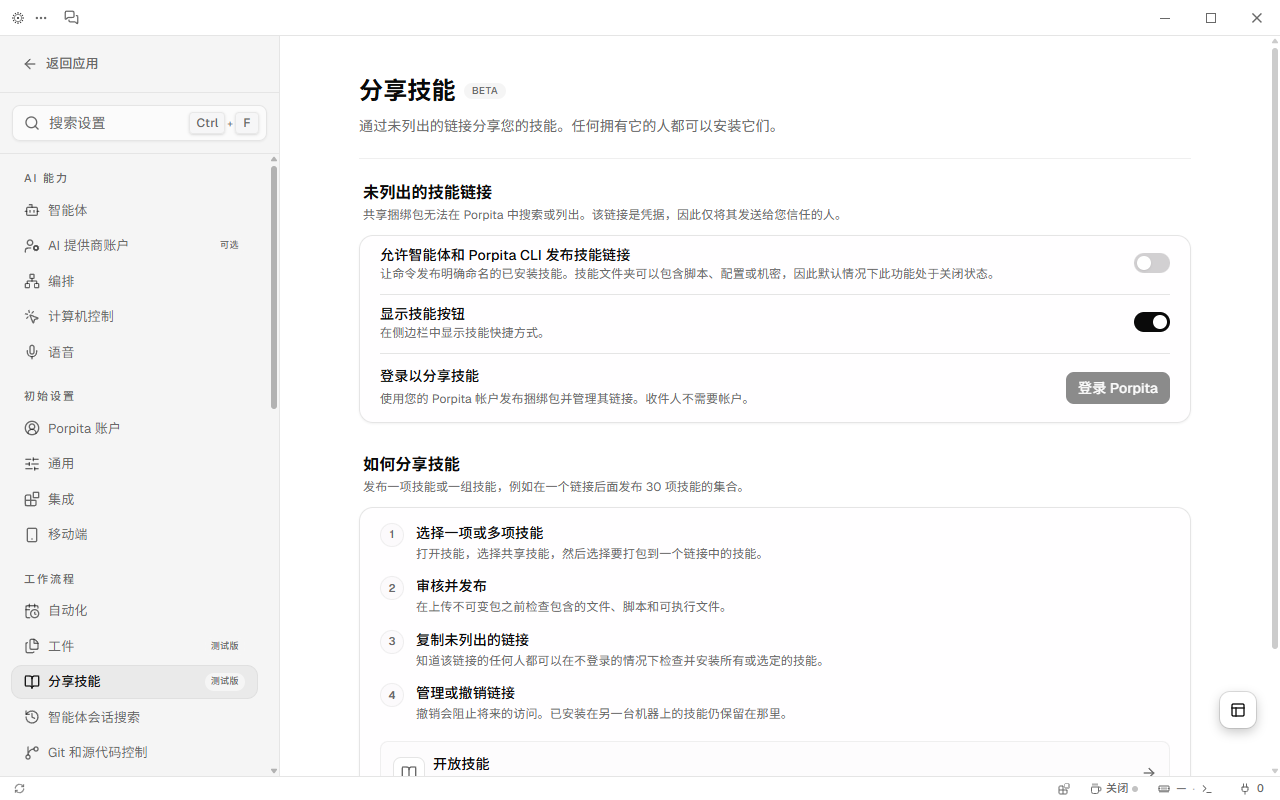 返回应用
搜索设置 Ctrl + F
AI 能力
智能体
AI 提供商账户 可选
编排
计算机控制
语音
初始设置
Porpita 账户
通用
集成
移动端
工作流程
自动化
工件 测试版
分享技能 测试版
智能体会话搜索
Git 和源代码控制
分享技能 BETA
通过未列出的链接分享您的技能。任何拥有它的人都可以安装它们。
未列出的技能链接
共享捆绑包无法在 Porpita 中搜索或列出。该链接是凭据，因此仅将其发送给您信任的人。
允许智能体和 Porpita CLI 发布技能链接
让命令发布明确命名的已安装技能。技能文件夹可以包含脚本、配置或机密，因此默认情况下此功能处于关闭状态。
显示技能按钮
在侧边栏中显示技能快捷方式。
登录以分享技能
使用您的 Porpita 帐户发布捆绑包并管理其链接。收件人不需要帐户。
登录 Porpita
如何分享技能
发布一项技能或一组技能，例如在一个链接后面发布 30 项技能的集合。
1 选择一项或多项技能
打开技能，选择共享技能，然后选择要打包到一个链接中的技能。
2 审核并发布
在上传不可变包之前检查包含的文件、脚本和可执行文件。
3 复制未列出的链接
知道该链接的任何人都可以在不登录的情况下检查并安装所有或选定的技能。
4 管理或撤销链接
撤销会阻止将来的访问。已安装在另一台机器上的技能仍保留在那里。
开放技能
关闭 — · 0